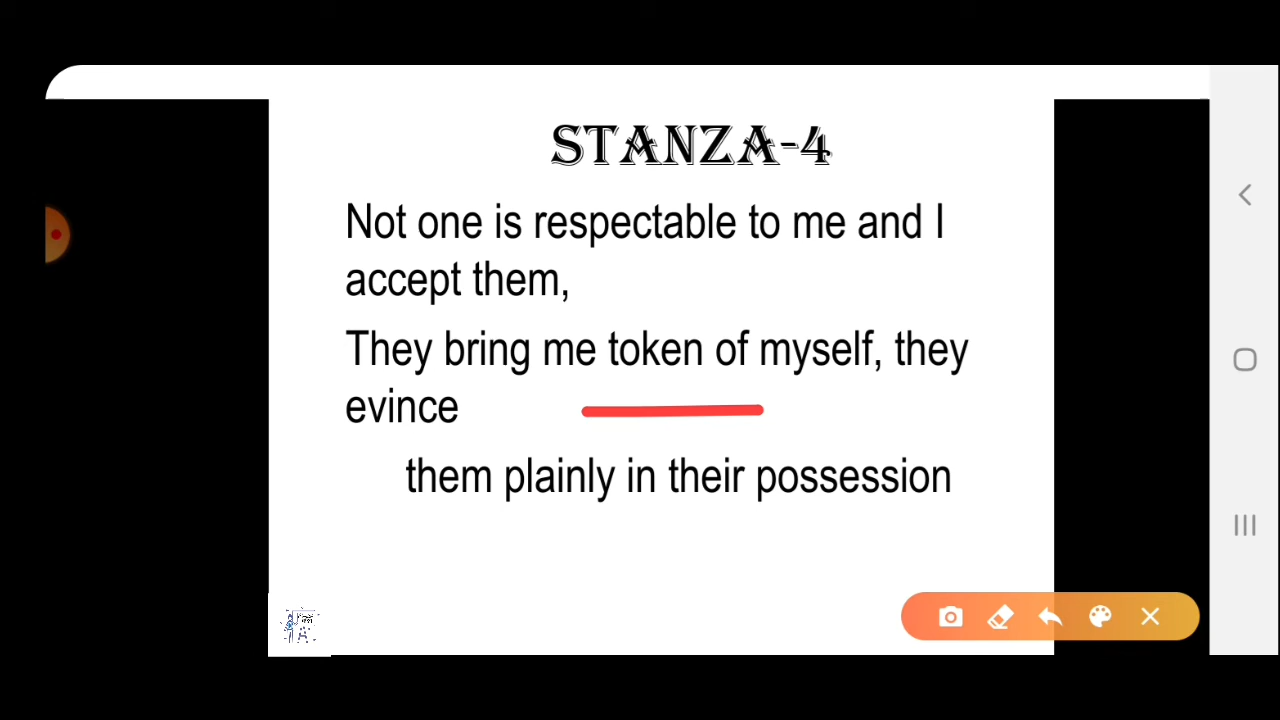 STANZA-4
Not one is respectable to me and I
accept them,
They bring me token of myself, they
evince
them plainly in their possession